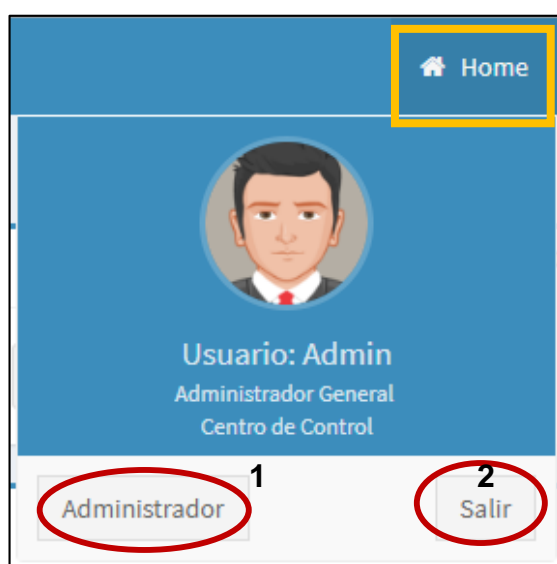 Home
Usuario: Admin
Administrador General
Centro de Control
1
2
Administrador
Salir